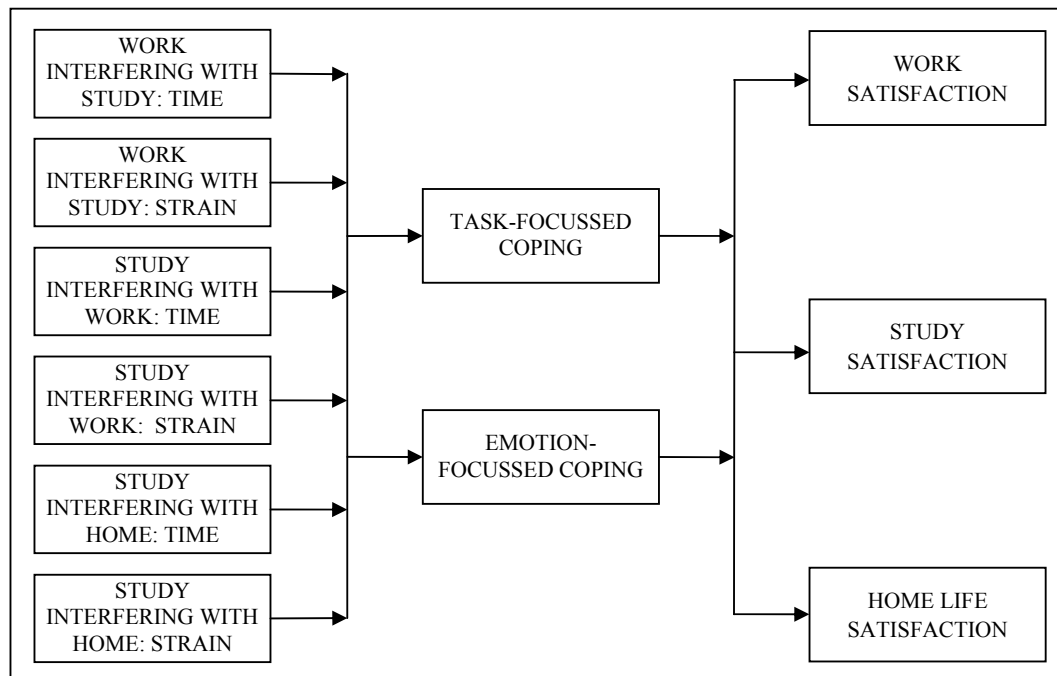 WORK
INTERFERING WITH
STUDY: TIME
WORK
INTERFERING WITH
STUDY: STRAIN
STUDY
INTERFERING WITH
WORK: TIME
STUDY
INTERFERING WITH
WORK:  STRAIN
STUDY
INTERFERING WITH
HOME: TIME
STUDY
INTERFERING WITH
HOME: STRAIN
TASK-FOCUSSED
COPING
EMOTION-
FOCUSSED COPING
WORK
SATISFACTION
STUDY
SATISFACTION
HOME LIFE
SATISFACTION